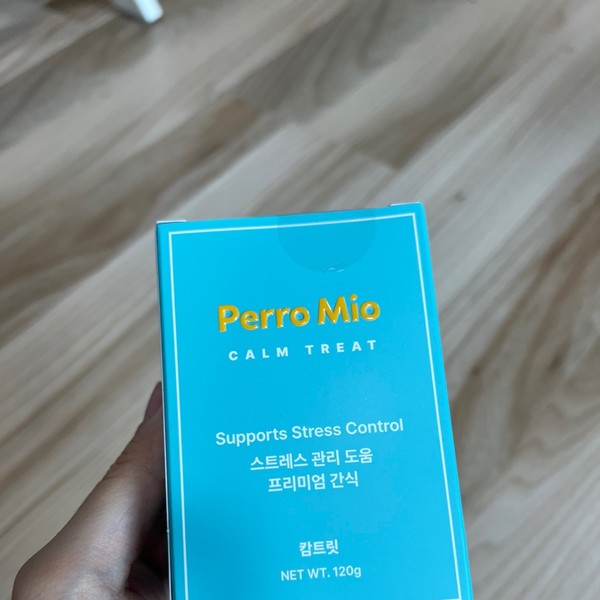 Perro Mio
CALM TREAT
Supports Stress Control
스트레스 관리 도움
프리미엄 간식
캄트릿
NET WT. 120g